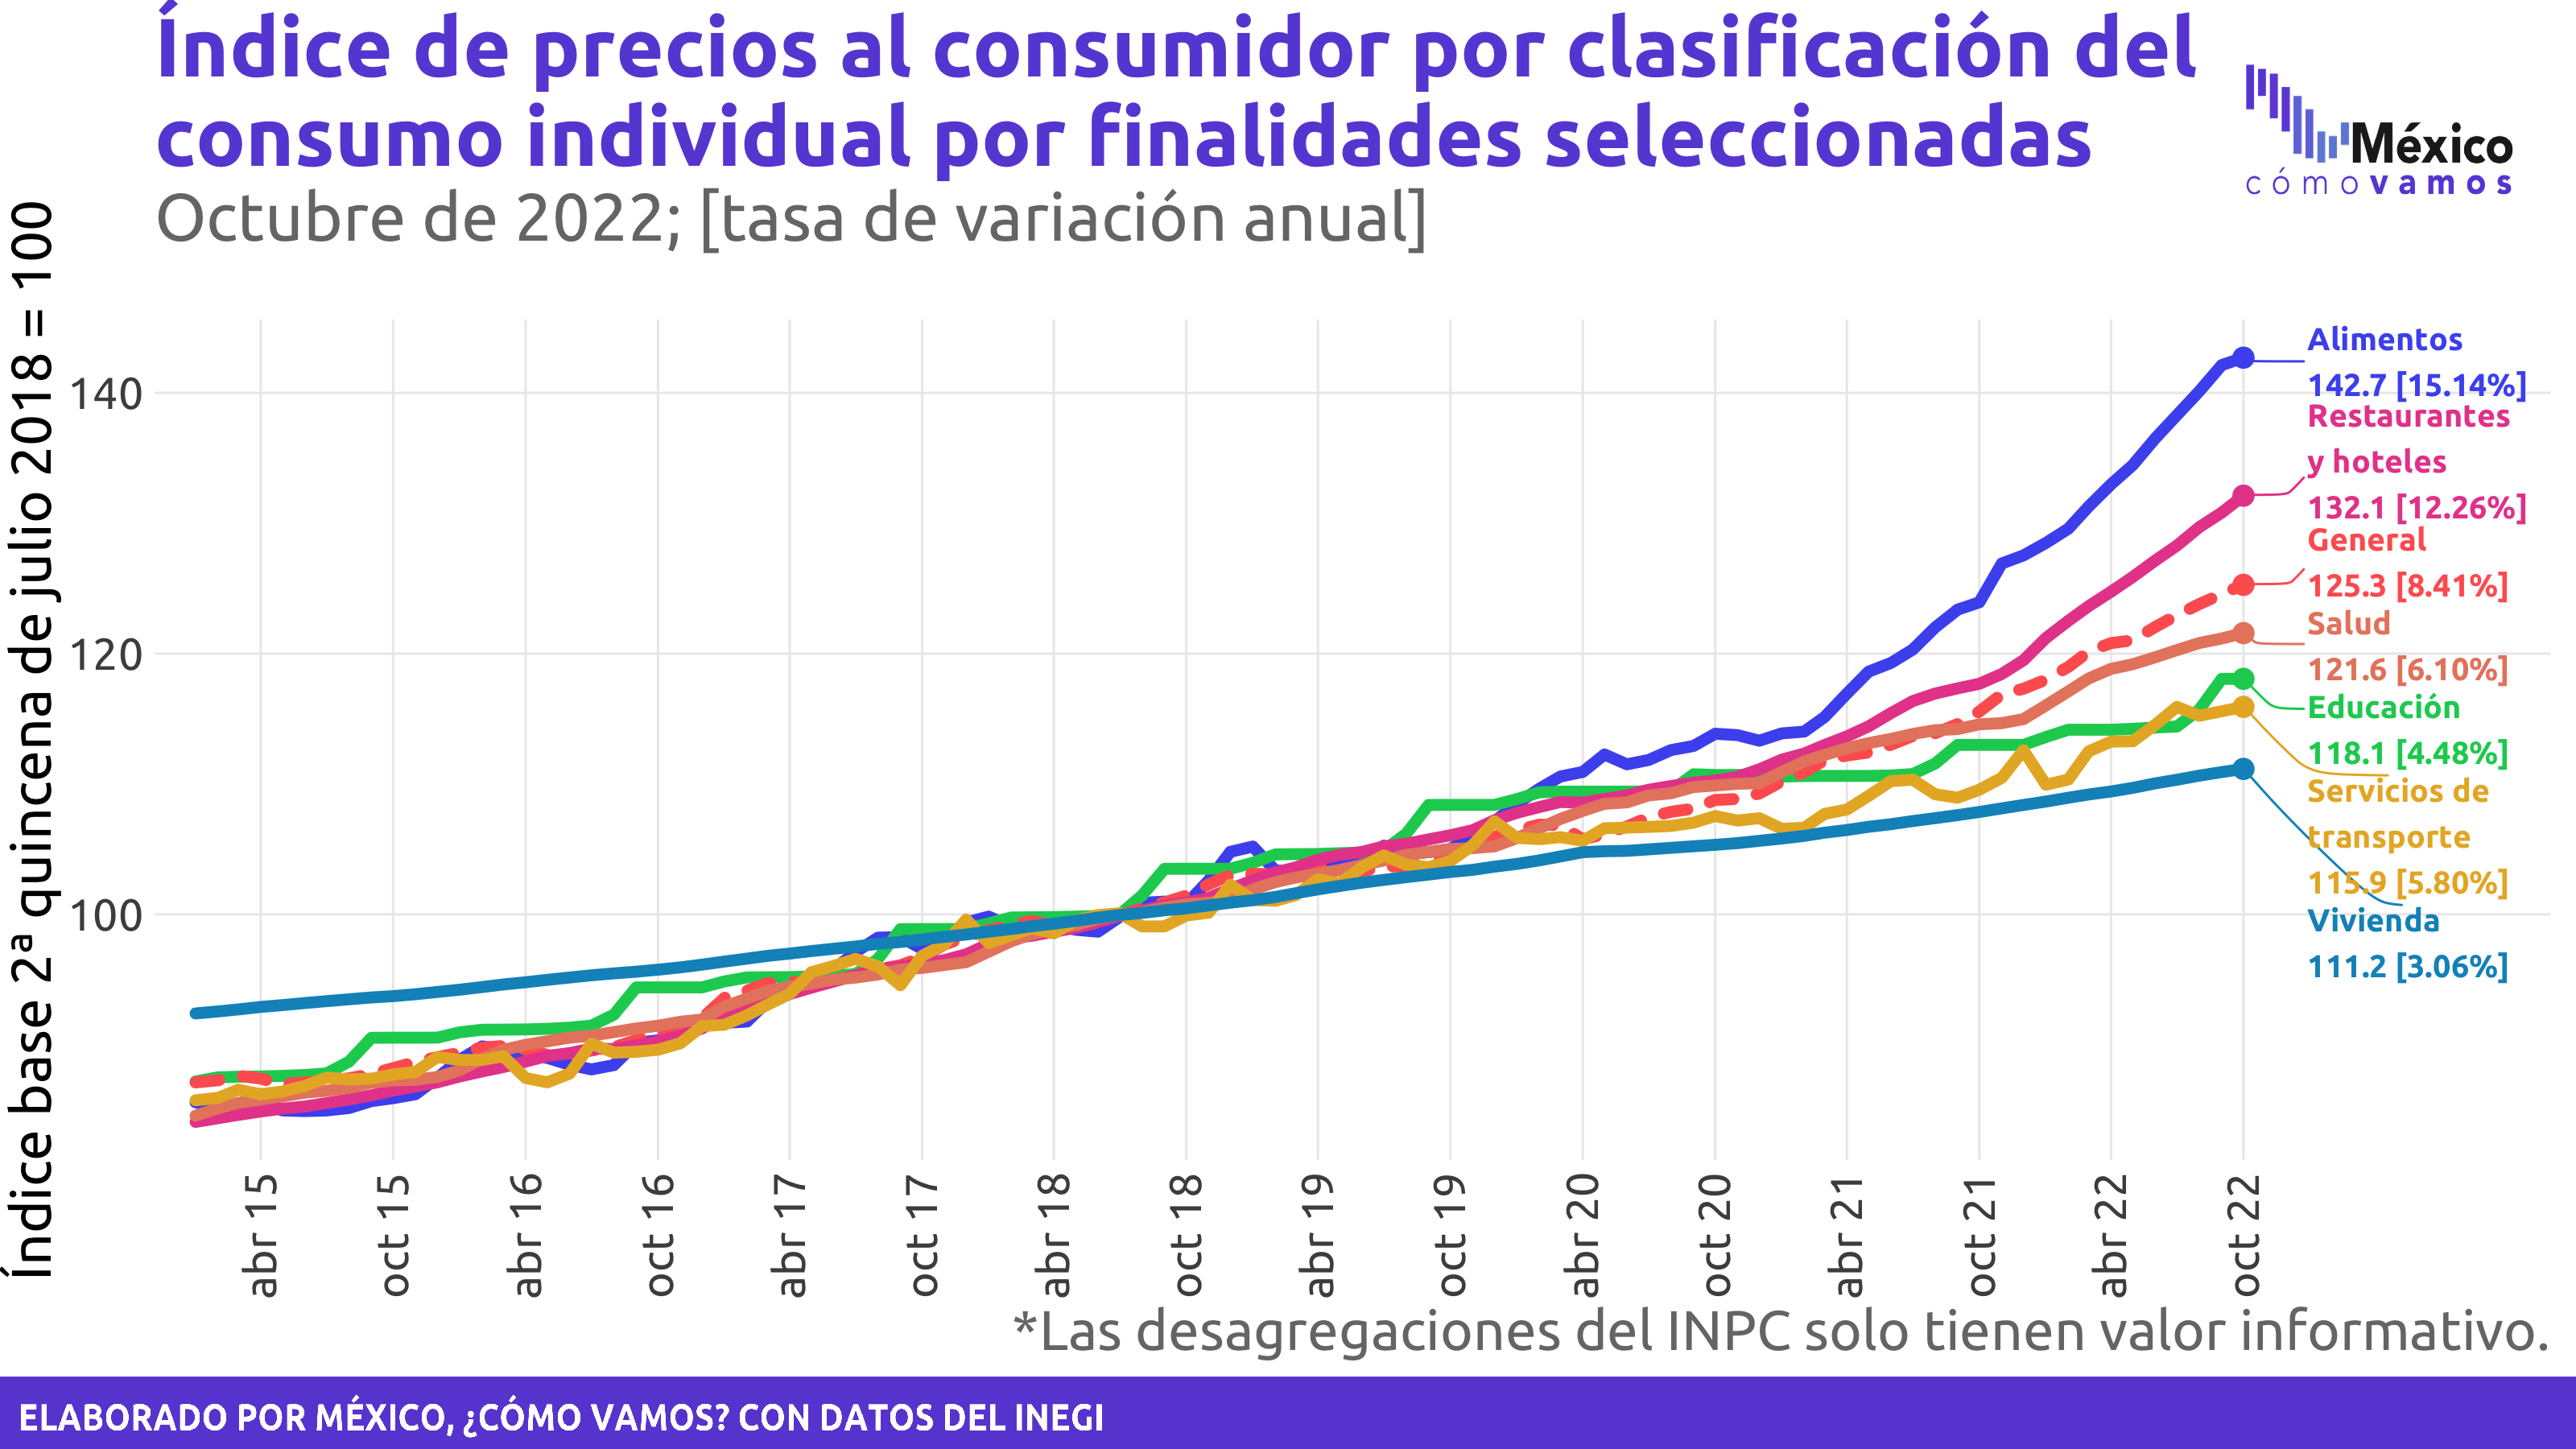 Índice de precios al consumidor por clasificación del
consumo individual por finalidades seleccionadas
Octubre de 2022; [tasa de variación anual]
México
cómo vamos
Índice base 2ª quincena de julio 2018 = 100
140
120
100
Alimentos
142.7 [15.14%]
Restaurantes
y hoteles
132.1 [12.26%]
General
125.3 [8.41%]
Salud
121.6 [6.10%]
Educación
118.1 [4.48%]
Servicios de
transporte
115.9 [5.80%]
Vivienda
111.2 [3.06%]
abr 15
oct 15
abr 16
oct 16
abr 17
oct 17
abr 18
oct 18
abr 19
oct 19
abr 20
oct 20
abr 21
oct 21
abr 22
oct 22
*Las desagregaciones del INPC solo tienen valor informativo.
ELABORADO POR MÉXICO, ¿CÓMO VAMOS? CON DATOS DEL INEGI